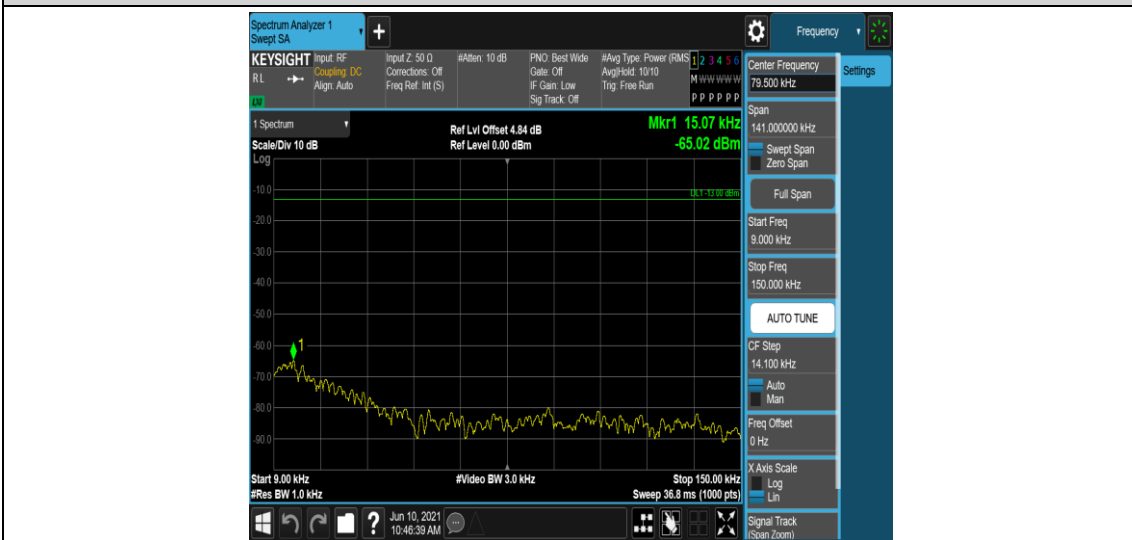 Spectrum Analyzer 1
Swept SA
+
Frequency
KEYSIGHT
RL
LXI
Input: RF
Coupling: DC
Align: Auto
Input Z: 50 Ω
Corrections: Off
Freq Ref: Int (S)
#Atten: 10 dB
PNO: Best Wide
Gate: Off
IF Gain: Low
Sig Track: Off
#Avg Type: Power (RMS
Avg|Hold: 10/10
Trig: Free Run
1 2 3 4 5 6
M W W W W W
P P P P P P
Center Frequency
79.500 kHz
Settings
Span
141.000000 kHz
Swept Span
Zero Span
Full Span
Start Freq
9.000 kHz
Stop Freq
150.000 kHz
AUTO TUNE
CF Step
14.100 kHz
Auto
Man
Freq Offset
0 Hz
X Axis Scale
Log
Lin
Signal Track
(Span Zoom)
1 Spectrum
Scale/Div 10 dB
Log
Ref Lvl Offset 4.84 dB
Ref Level 0.00 dBm
Mkr1 15.07 kHz
-65.02 dBm
DL1 -13.00 dBm
-10.0
-20.0
-30.0
-40.0
-50.0
-60.0
-70.0
-80.0
-90.0
1
Start 9.00 kHz
#Res BW 1.0 kHz
#Video BW 3.0 kHz
Stop 150.00 kHz
Sweep 36.8 ms (1000 pts)
?
Jun 10, 2021
10:46:39 AM